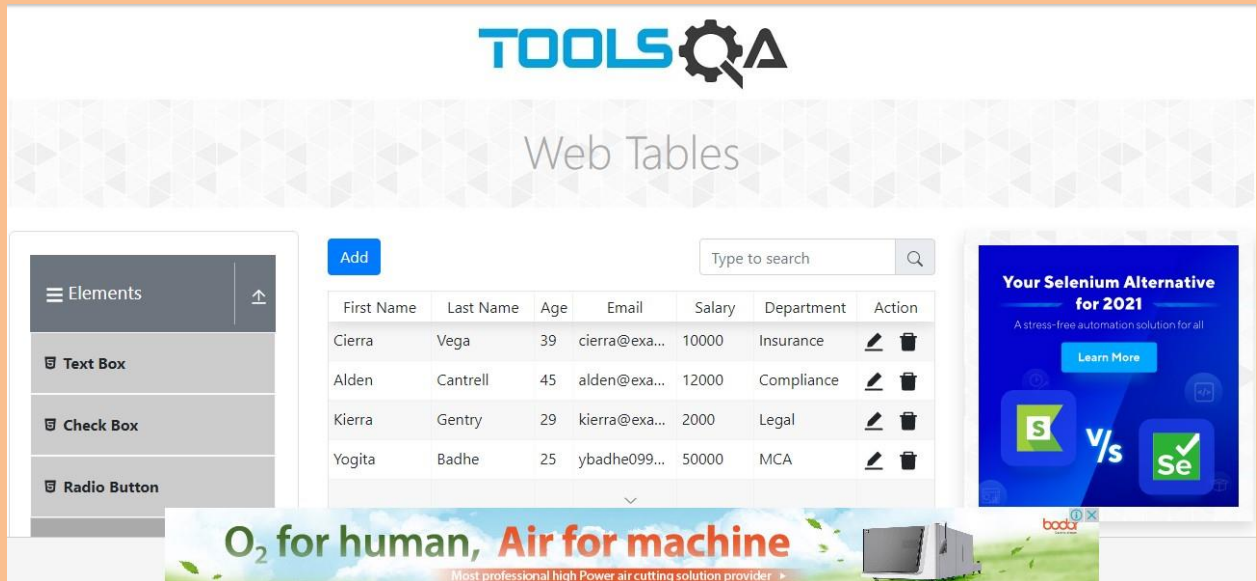 TOOLSQA
Web Tables
Elements
Text Box
Check Box
Radio Button
Add
Type to search
First Name Last Name Age Email Salary Department Action
Cierra Vega 39 cierra@exa... 10000 Insurance
Alden Cantrell 45 alden@exa... 12000 Compliance
Kierra Gentry 29 kierra@exa... 2000 Legal
Yogita Badhe 25 ybadhe099... 50000 MCA
Your Selenium Alternative
for 2021
A stress-free automation solution for all
Learn More
S V/s Se
O₂ for human, Air for machine
Most professional high Power air cutting solution provider
bodor